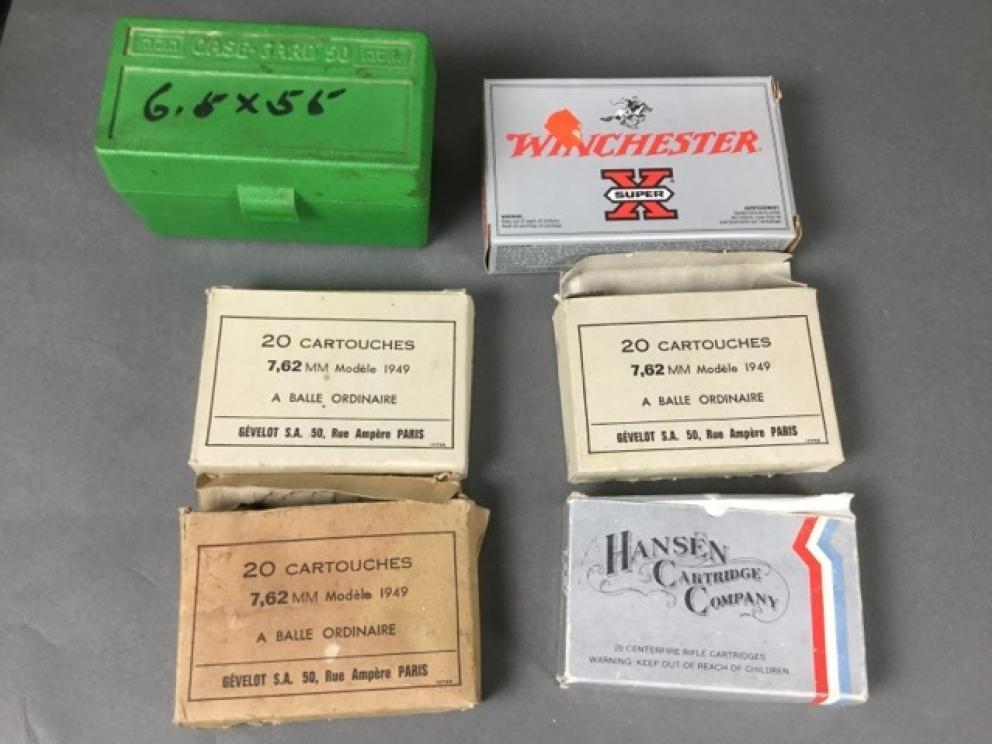 MTM CASE-GARD 50 MTM
6.5x55
WINCHESTER
X
SUPER
WARNING:
20 CARTOUCHES
7,62 MM Modèle 1949
A BALLE ORDINAIRE
GÉVELOT S.A. 50, Rue Ampère PARIS
20 CARTOUCHES
7,62 MM Modèle 1949
A BALLE ORDINAIRE
GÉVELOT S.A. 50, Rue Ampère PARIS
20 CARTOUCHES
7,62 MM Modèle 1949
A BALLE ORDINAIRE
GÉVELOT S.A. 50, Rue Ampère PARIS
HANSEN
CARTRIDGE
COMPANY
20 CENTERFIRE RIFLE CARTRIDGES
WARNING: KEEP OUT OF REACH OF CHILDREN